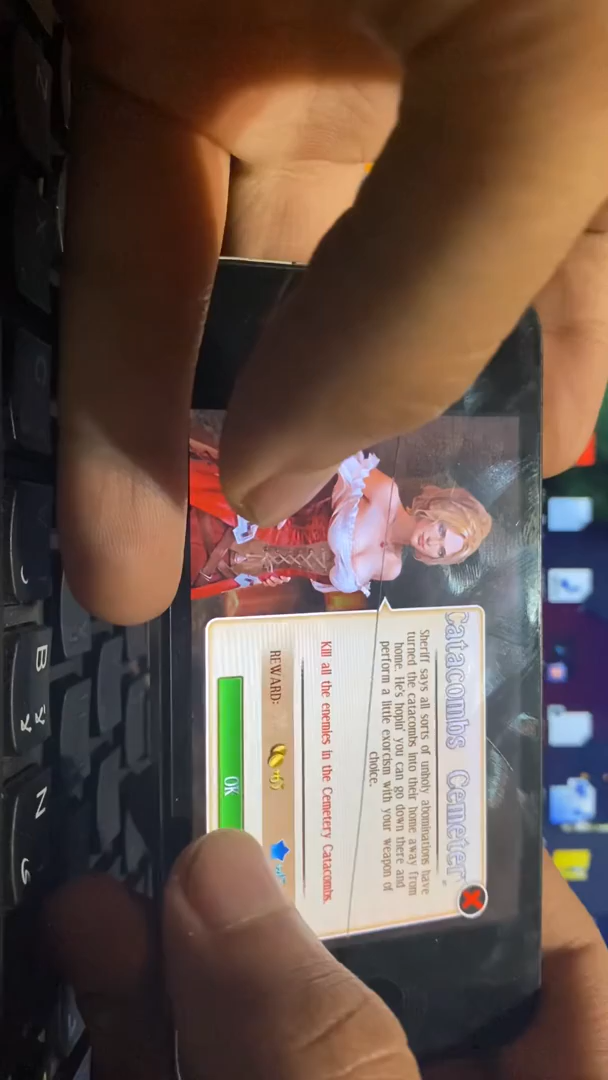 Catacombs Cemeter
Sheriff says all sorts of unholy abominations have
turned the catacombs into their home away from
home. He's hopin' you can go down there and
perform a little exorcism with your weapon of
choice.
Kill all the enemies in the Cemetery Catacombs.
REWARD:
OK
B
N